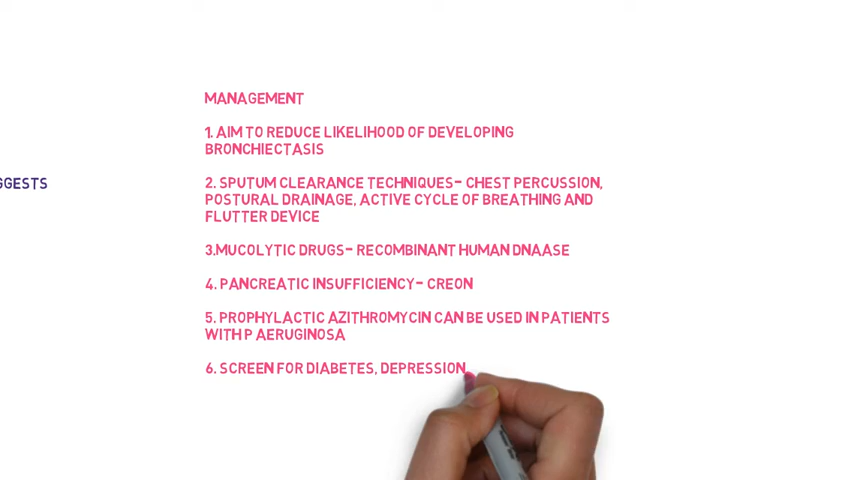 MANAGEMENT
1. AIM TO REDUCE LIKELIHOOD OF DEVELOPING
BRONCHIECTASIS
2. SPUTUM CLEARANCE TECHNIQUES- CHEST PERCUSSION,
POSTURAL DRAINAGE, ACTIVE CYCLE OF BREATHING AND
FLUTTER DEVICE
3.MUCOLYTIC DRUGS- RECOMBINANT HUMAN DNAASE
4. PANCREATIC INSUFFICIENCY- CREON
5. PROPHYLACTIC AZITHROMYCIN CAN BE USED IN PATIENTS
WITH P AERUGINOSA
6. SCREEN FOR DIABETES, DEPRESSION